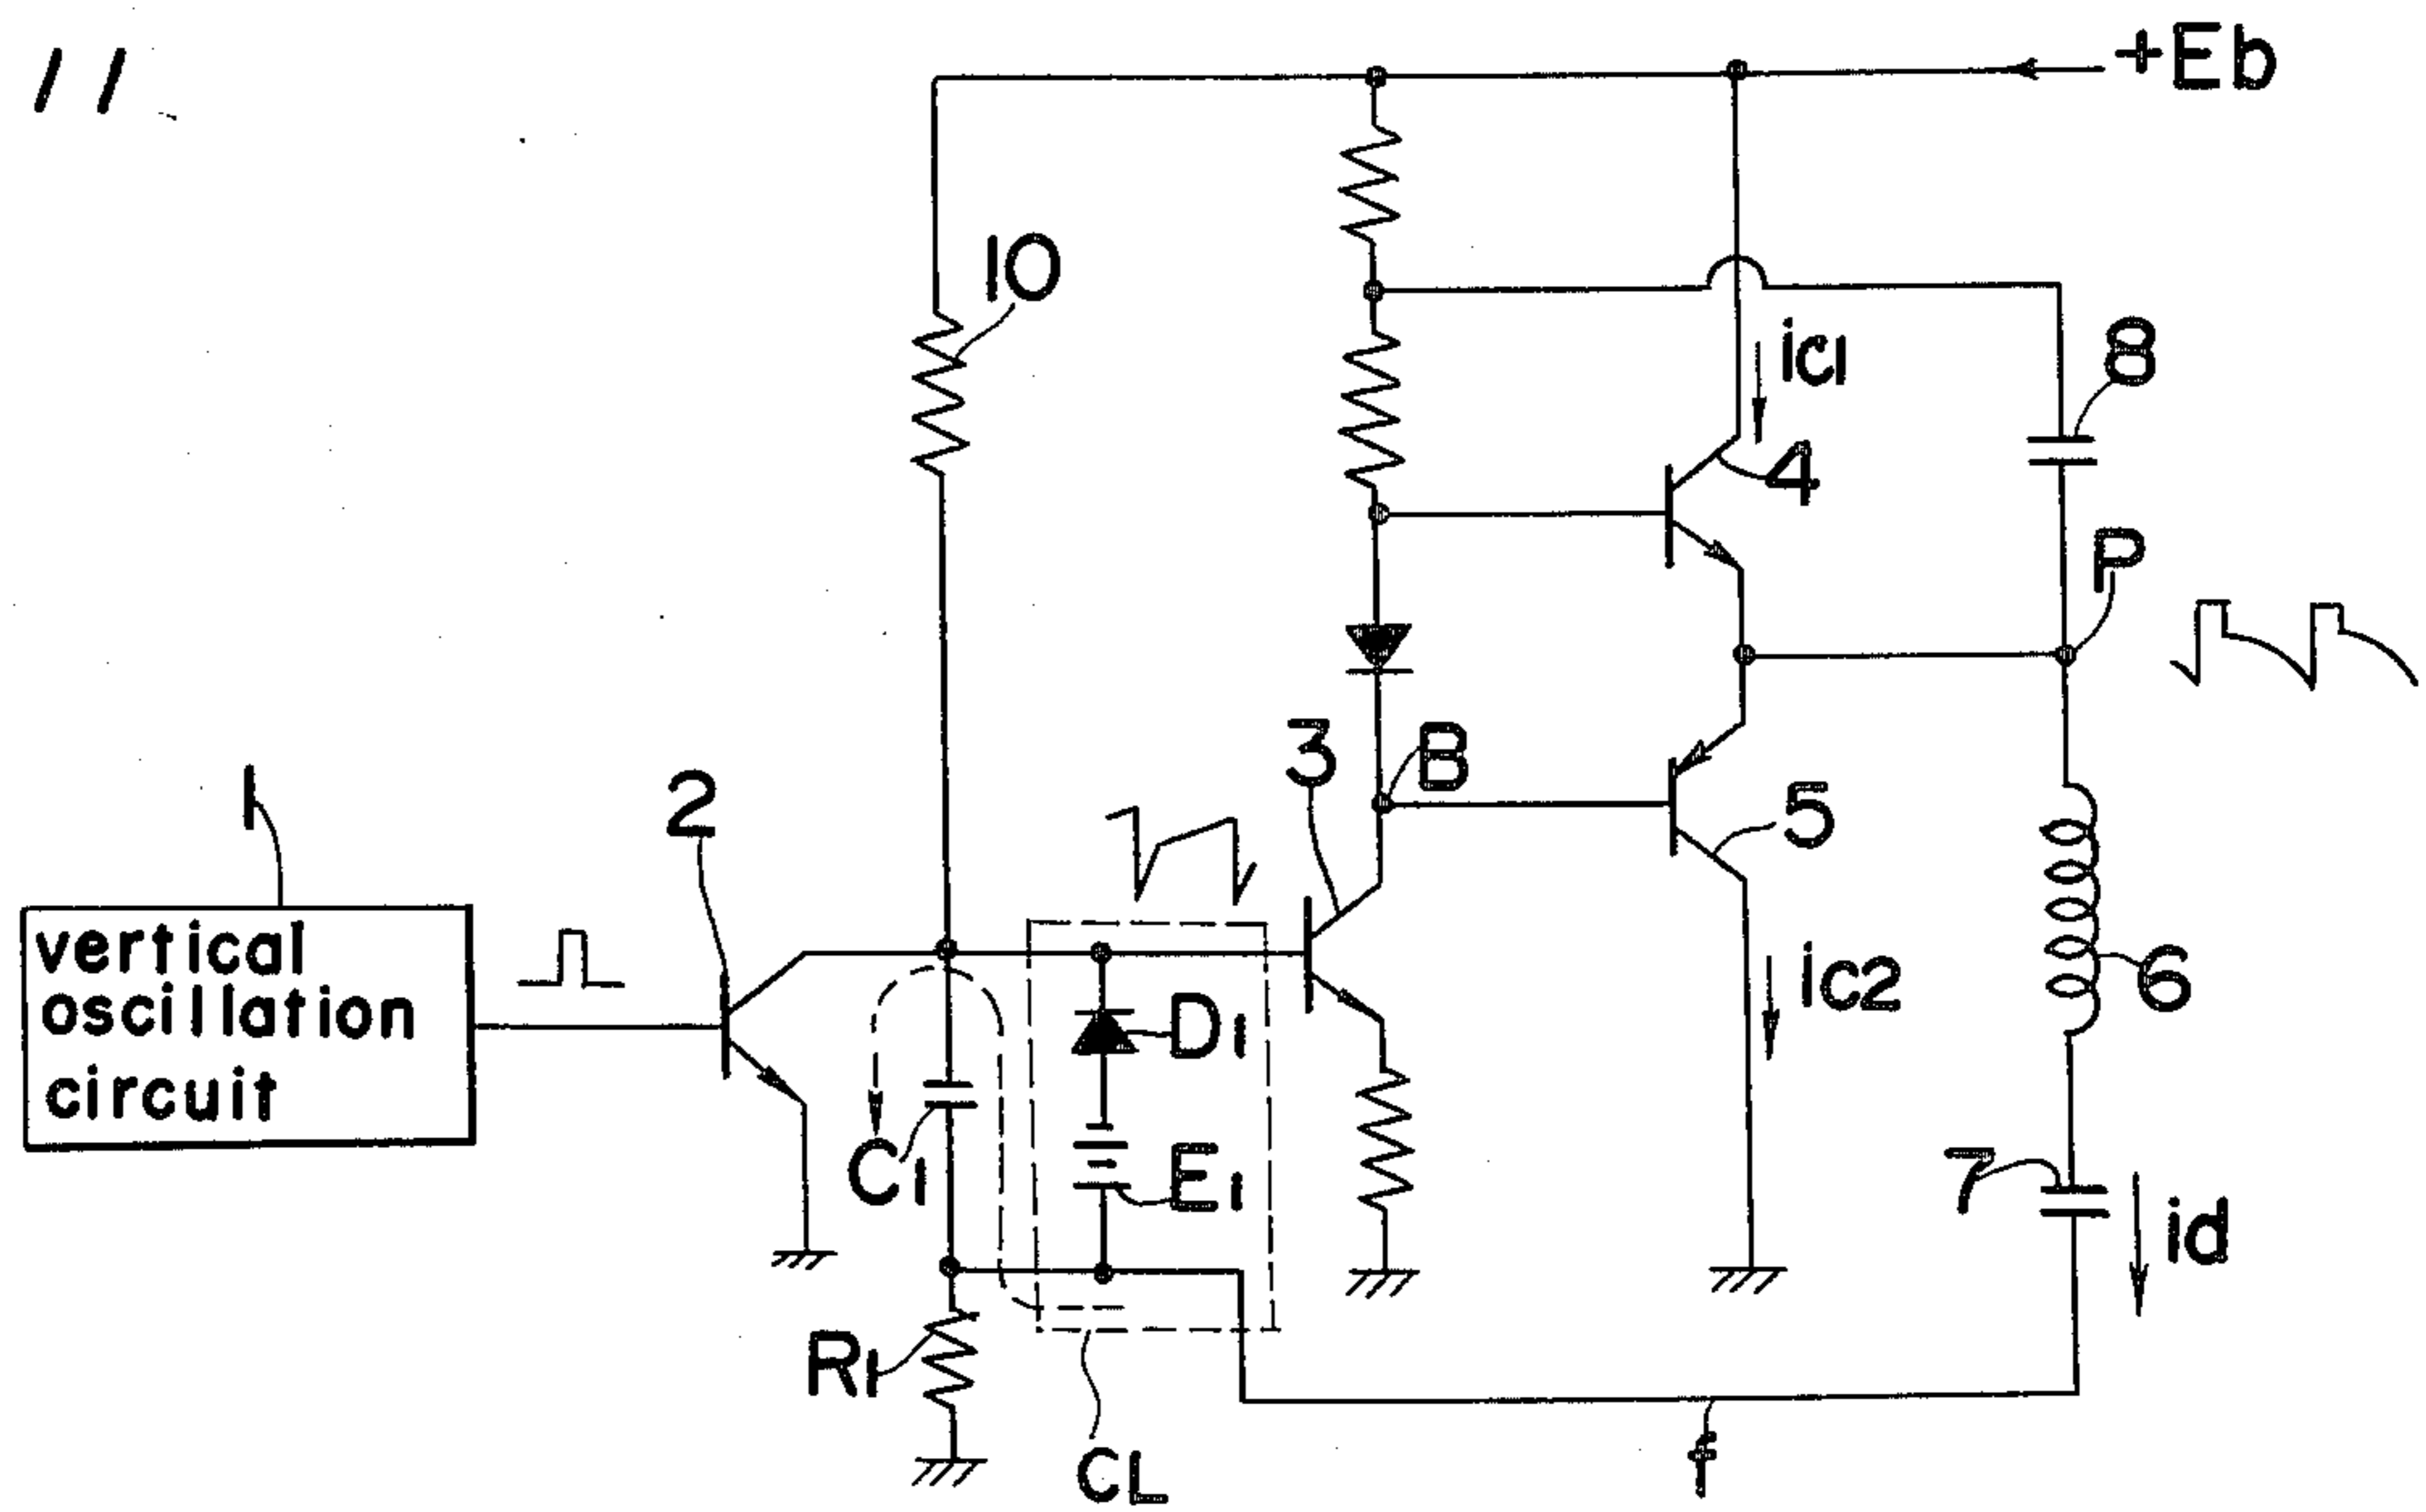 11
+Eb
10
ic1
8
4
P
3
B
1
2
5
vertical
oscillation
circuit
ic2
6
D1
C1
E1
7
id
R1
CL
f